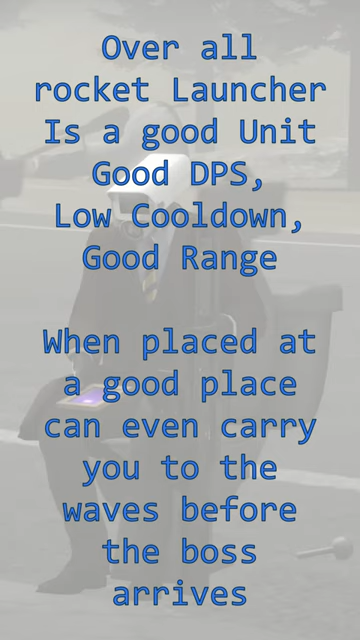 Over all
rocket Launcher
Is a good Unit
Good DPS,
Low Cooldown,
Good Range
When placed at
a good place
can even carry
you to the
waves before
the boss
arrives